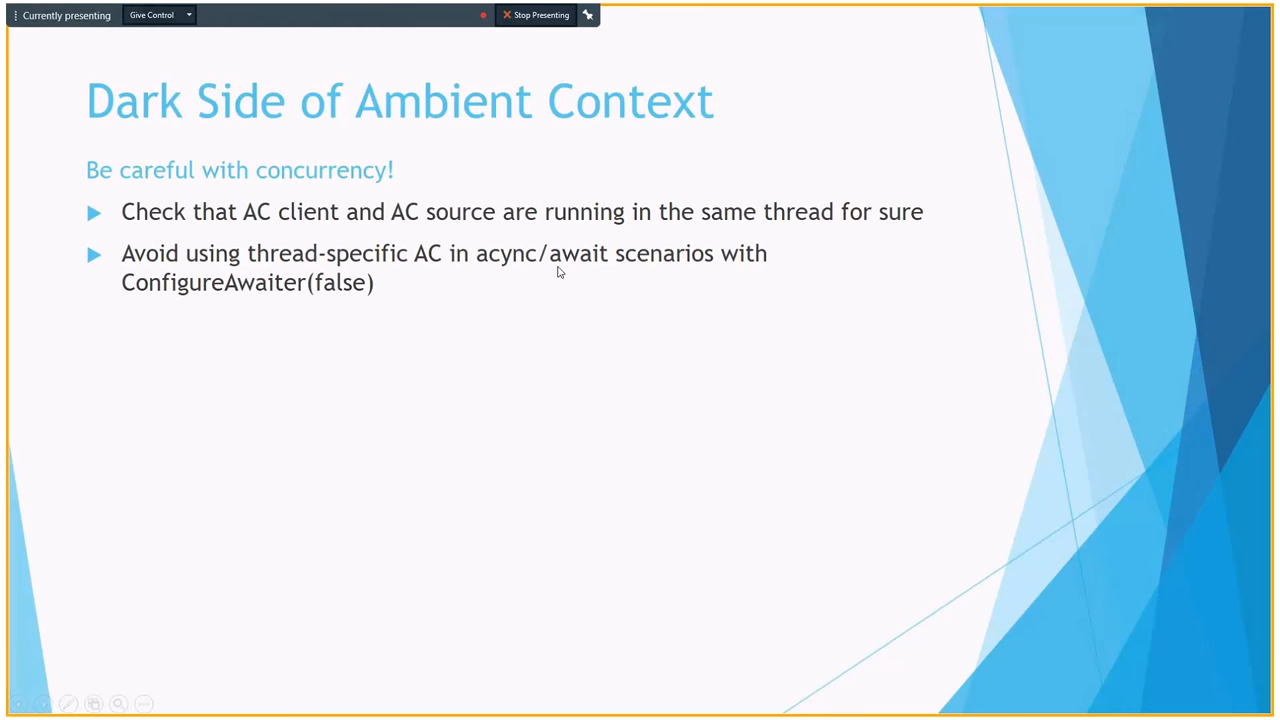 Currently presenting
Give Control
Stop Presenting
Dark Side of Ambient Context
Be careful with concurrency!
Check that AC client and AC source are running in the same thread for sure
Avoid using thread-specific AC in acync/await scenarios with
ConfigureAwaiter(false)